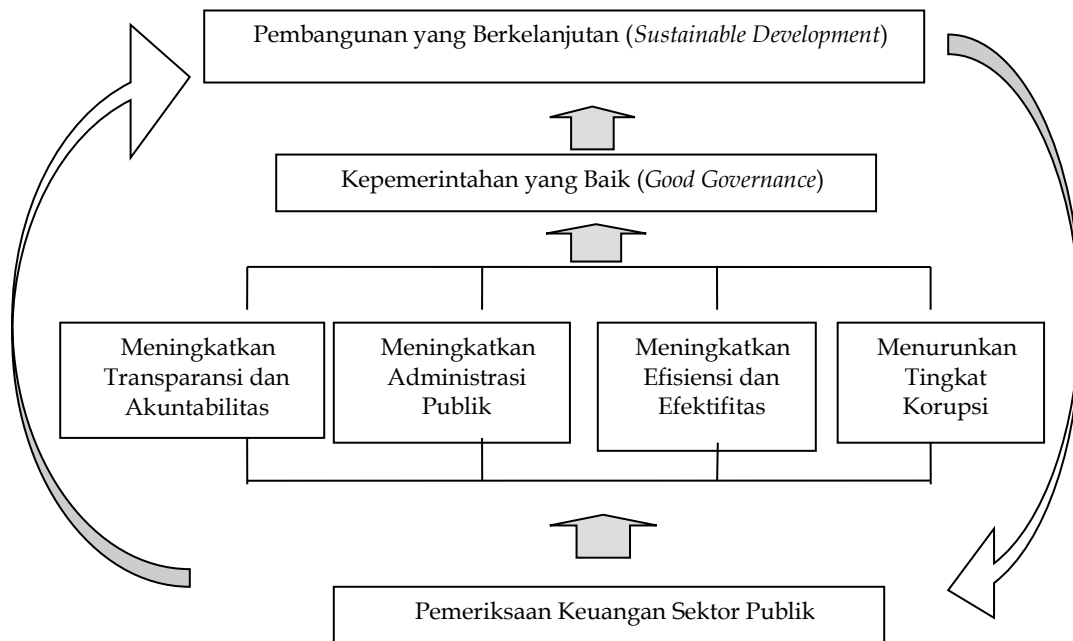 Pembangunan yang Berkelanjutan (Sustainable Development)
Kepemerintahan yang Baik (Good Governance)
Meningkatkan
Transparansi dan
Akuntabilitas
Meningkatkan
Administrasi
Publik
Meningkatkan
Efisiensi dan
Efektifitas
Menurunkan
Tingkat
Korupsi
Pemeriksaan Keuangan Sektor Publik